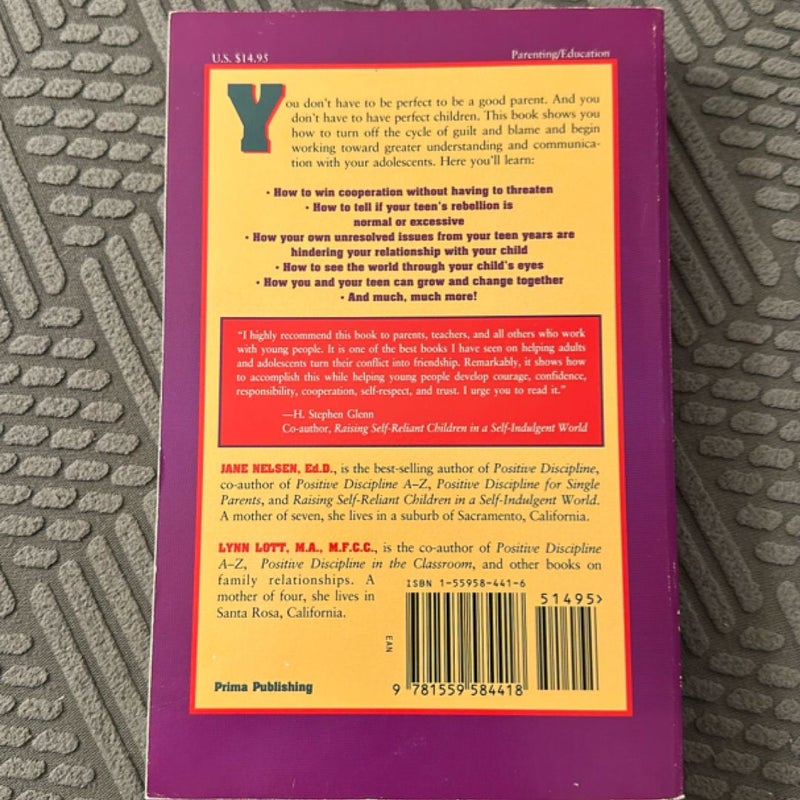 U.S. $14.95
Parenting/Education
You don't have to be perfect to be a good parent. And you
don't have to have perfect children. This book shows you
how to turn off the cycle of guilt and blame and begin
working toward greater understanding and communica-
tion with your adolescents. Here you'll learn:
• How to win cooperation without having to threaten
• How to tell if your teen's rebellion is
normal or excessive
• How your own unresolved issues from your teen years are
hindering your relationship with your child
• How to see the world through your child's eyes
• How you and your teen can grow and change together
• And much, much more!
"I highly recommend this book to parents, teachers, and all others who work
with young people. It is one of the best books I have seen on helping adults
and adolescents turn their conflict into friendship. Remarkably, it shows how
to accomplish this while helping young people develop courage, confidence,
responsibility, cooperation, self-respect, and trust. I urge you to read it."
—H. Stephen Glenn
Co-author, Raising Self-Reliant Children in a Self-Indulgent World
JANE NELSEN, Ed.D., is the best-selling author of Positive Discipline,
co-author of Positive Discipline A–Z, Positive Discipline for Single
Parents, and Raising Self-Reliant Children in a Self-Indulgent World.
A mother of seven, she lives in a suburb of Sacramento, California.
LYNN LOTT, M.A., M.F.C.C., is the co-author of Positive Discipline
A–Z, Positive Discipline in the Classroom, and other books on
family relationships. A
mother of four, she lives in
Santa Rosa, California.
ISBN 1-55958-441-6
51495>
EAN
9 781559 584418
Prima Publishing